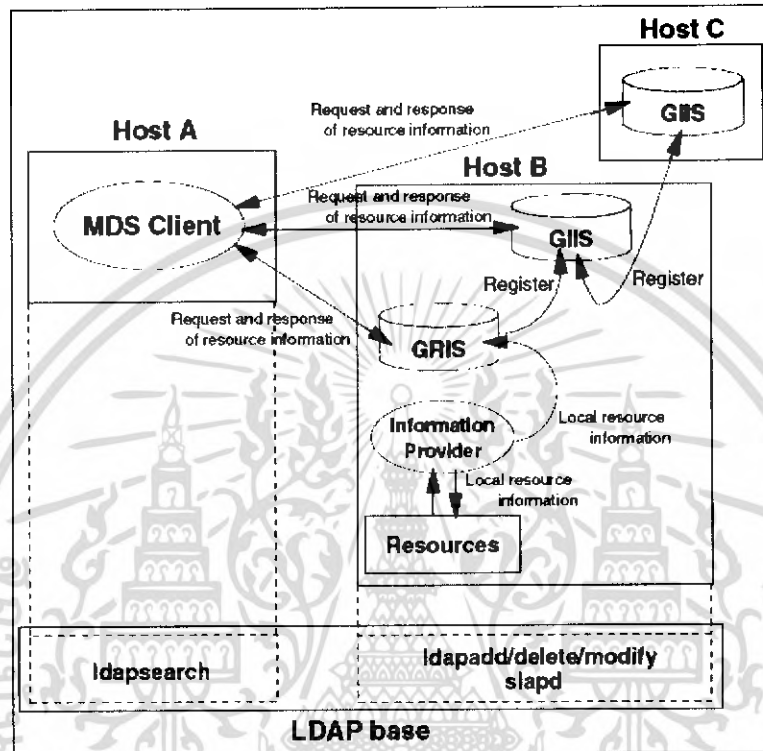 Host C
GIIS
Request and response
of resource information
Host A
MDS Client
Host B
Request and response
of resource information
GIIS
Register
Register
Request and response
of resource information
GRIS
Information
Provider
Local resource
information
Local resource
information
Resources
ldapsearch
ldapadd/delete/modify
slapd
LDAP base